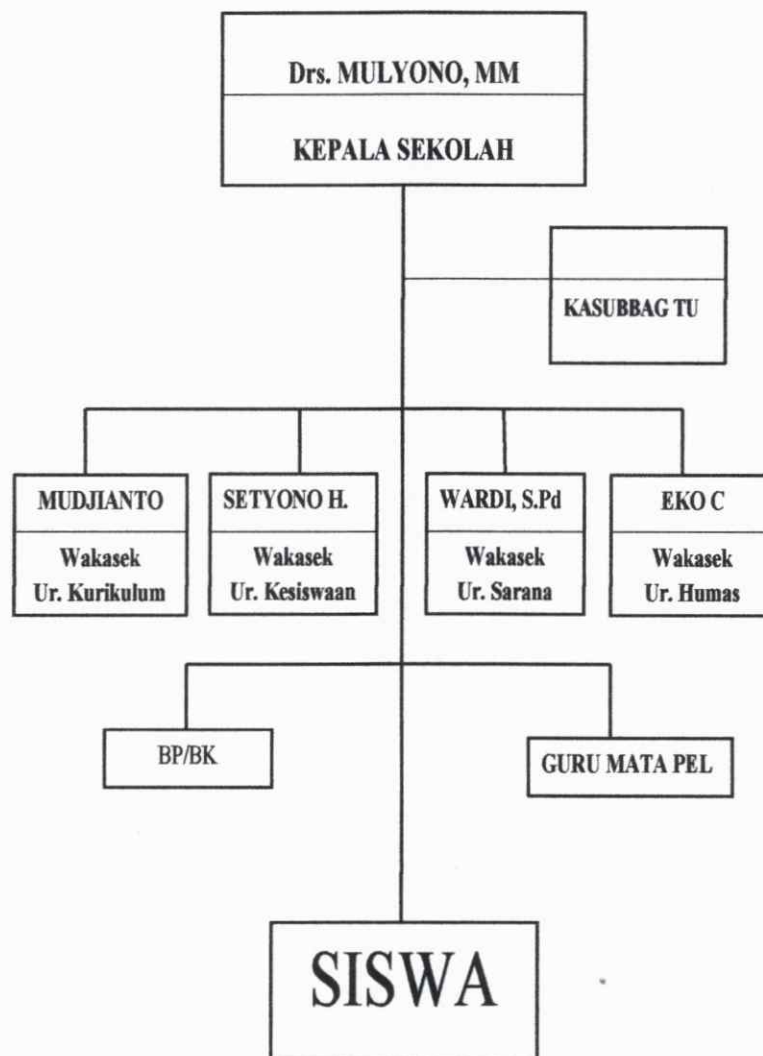 Drs. MULYONO, MM
KEPALA SEKOLAH
KASUBBAG TU
MUDJIANTO
Wakasek
Ur. Kurikulum
SETYONO H.
Wakasek
Ur. Kesiswaan
WARDI, S.Pd
Wakasek
Ur. Sarana
EKO C
Wakasek
Ur. Humas
BP/BK
GURU MATA PEL
SISWA